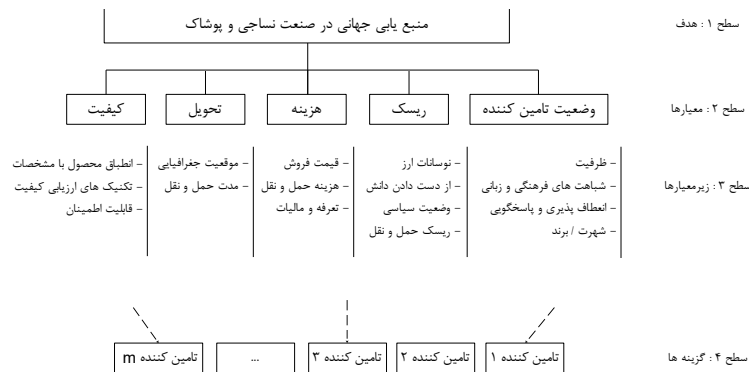 سطح ۱ : هدف
منبع یابی جهانی در صنعت نساجی و پوشاک
سطح ۲ : معیارها
وضعیت تامین کننده
ریسک
هزینه
تحویل
کیفیت
سطح ۳ : زیرمعیارها
- ظرفیت
- شباهت های فرهنگی و زبانی
- انعطاف پذیری و پاسخگویی
- شهرت / برند
- نوسانات ارز
- از دست دادن دانش
- وضعیت سیاسی
- ریسک حمل و نقل
- قیمت فروش
- هزینه حمل و نقل
- تعرفه و مالیات
- موقعیت جغرافیایی
- مدت حمل و نقل
- انطباق محصول با مشخصات
- تکنیک های ارزیابی کیفیت
- قابلیت اطمینان
سطح ۴ : گزینه ها
تامین کننده ۱
تامین کننده ۲
تامین کننده ۳
...
تامین کننده m